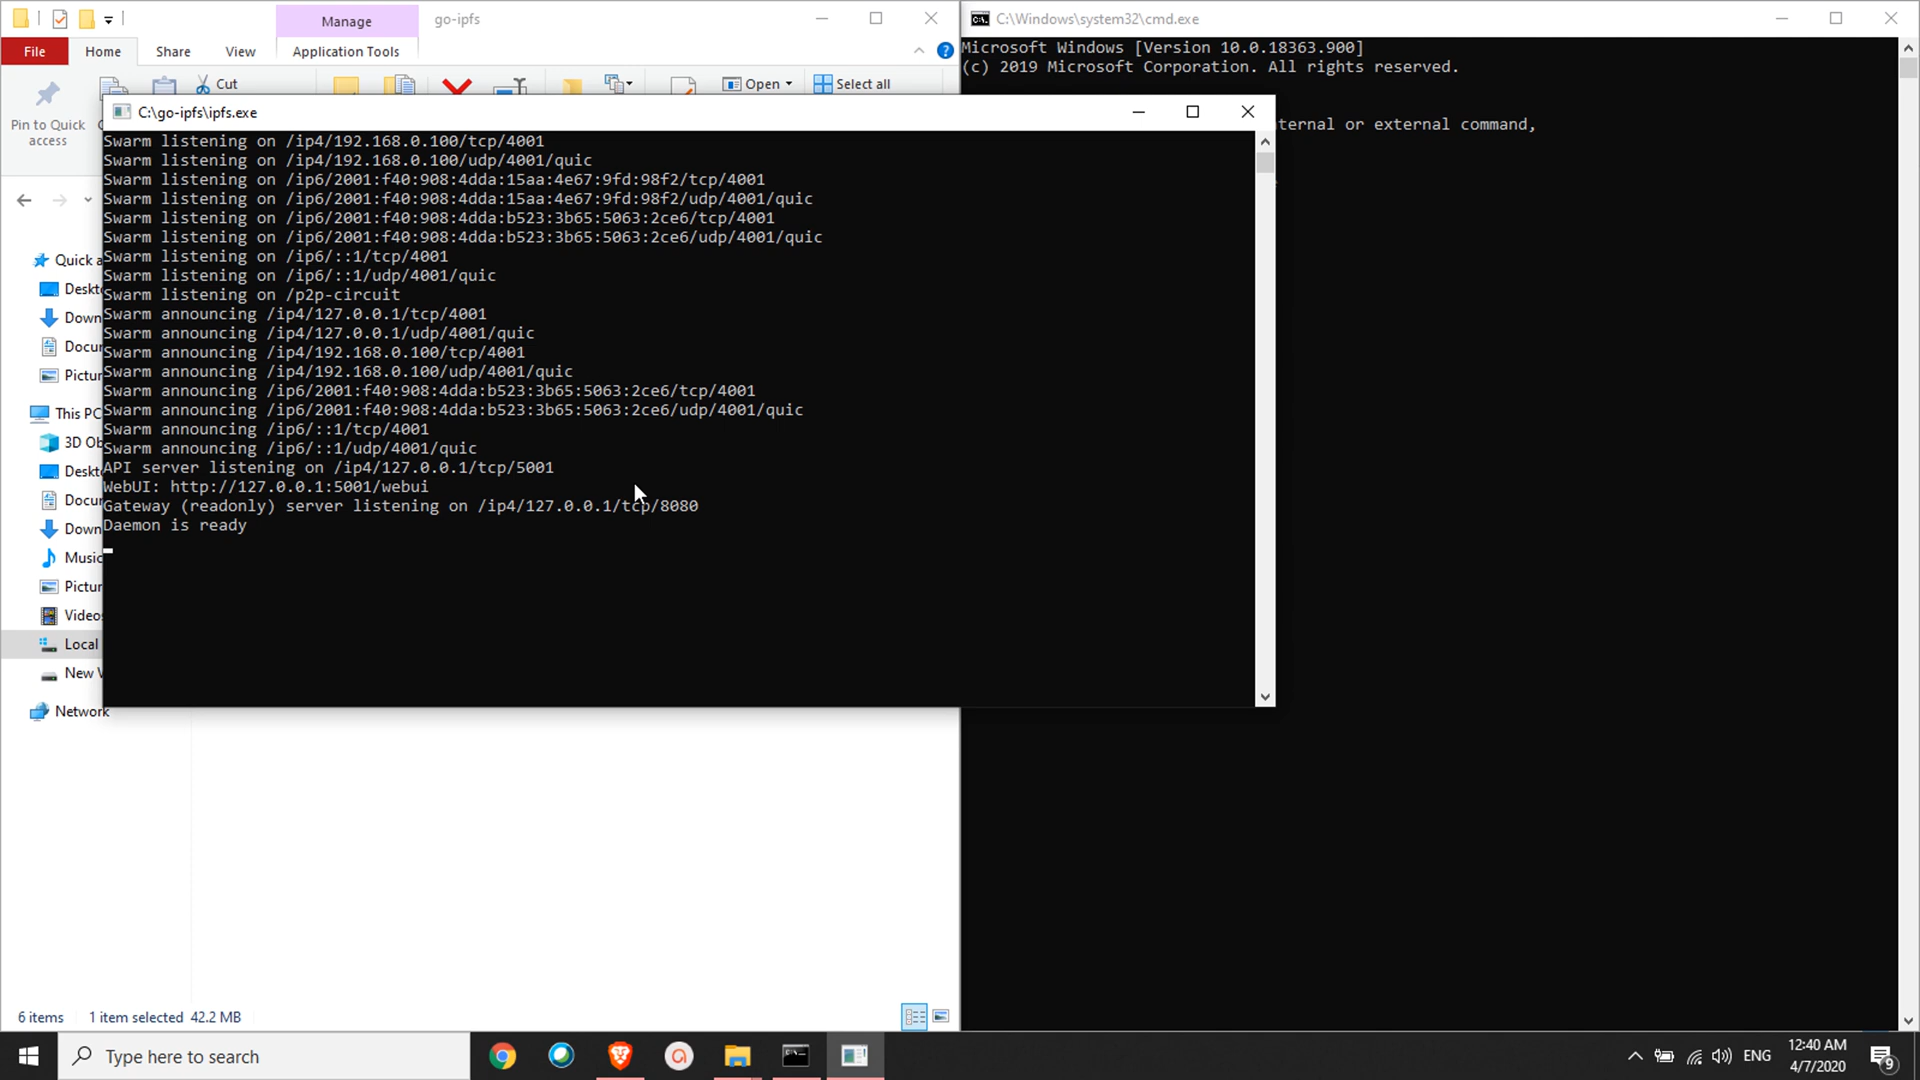 Manage
go-ipfs
C:\Windows\system32\cmd.exe
File
Home
Share
View
Application Tools
Microsoft Windows [Version 10.0.18363.900]
(c) 2019 Microsoft Corporation. All rights reserved.
Cut
Open
Select all
Pin to Quick
access
C:\go-ipfs\ipfs.exe
ternal or external command,
Swarm listening on /ip4/192.168.0.100/tcp/4001
Swarm listening on /ip4/192.168.0.100/udp/4001/quic
Swarm listening on /ip6/2001:f40:908:4dda:15aa:4e67:9fd:98f2/tcp/4001
Swarm listening on /ip6/2001:f40:908:4dda:15aa:4e67:9fd:98f2/udp/4001/quic
Swarm listening on /ip6/2001:f40:908:4dda:b523:3b65:5063:2ce6/tcp/4001
Swarm listening on /ip6/2001:f40:908:4dda:b523:3b65:5063:2ce6/udp/4001/quic
Swarm listening on /ip6/::1/tcp/4001
Swarm listening on /ip6/::1/udp/4001/quic
Swarm listening on /p2p-circuit
Swarm announcing /ip4/127.0.0.1/tcp/4001
Swarm announcing /ip4/127.0.0.1/udp/4001/quic
Swarm announcing /ip4/192.168.0.100/tcp/4001
Swarm announcing /ip4/192.168.0.100/udp/4001/quic
Swarm announcing /ip6/2001:f40:908:4dda:b523:3b65:5063:2ce6/tcp/4001
Swarm announcing /ip6/2001:f40:908:4dda:b523:3b65:5063:2ce6/udp/4001/quic
Swarm announcing /ip6/::1/tcp/4001
Swarm announcing /ip6/::1/udp/4001/quic
API server listening on /ip4/127.0.0.1/tcp/5001
WebUI: http://127.0.0.1:5001/webui
Gateway (readonly) server listening on /ip4/127.0.0.1/tcp/8080
Daemon is ready
Quick a
Deskt
Down
Docu
Pictur
This PC
3D Ob
Deskt
Docu
Down
Music
Pictur
Videos
Local
New V
Network
6 items
1 item selected 42.2 MB
Type here to search
ENG
12:40 AM
4/7/2020
9